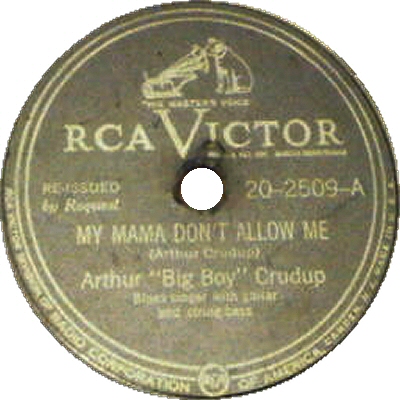 "HIS MASTER'S VOICE"
RCA VICTOR
RE-ISSUED
by Request
20-2509-A
MY MAMA DON'T ALLOW ME
(Arthur Crudup)
Arthur "Big Boy" Crudup
Blues singer with guitar
and string bass
RADIO CORPORATION OF AMERICA, CAMDEN, N.J.